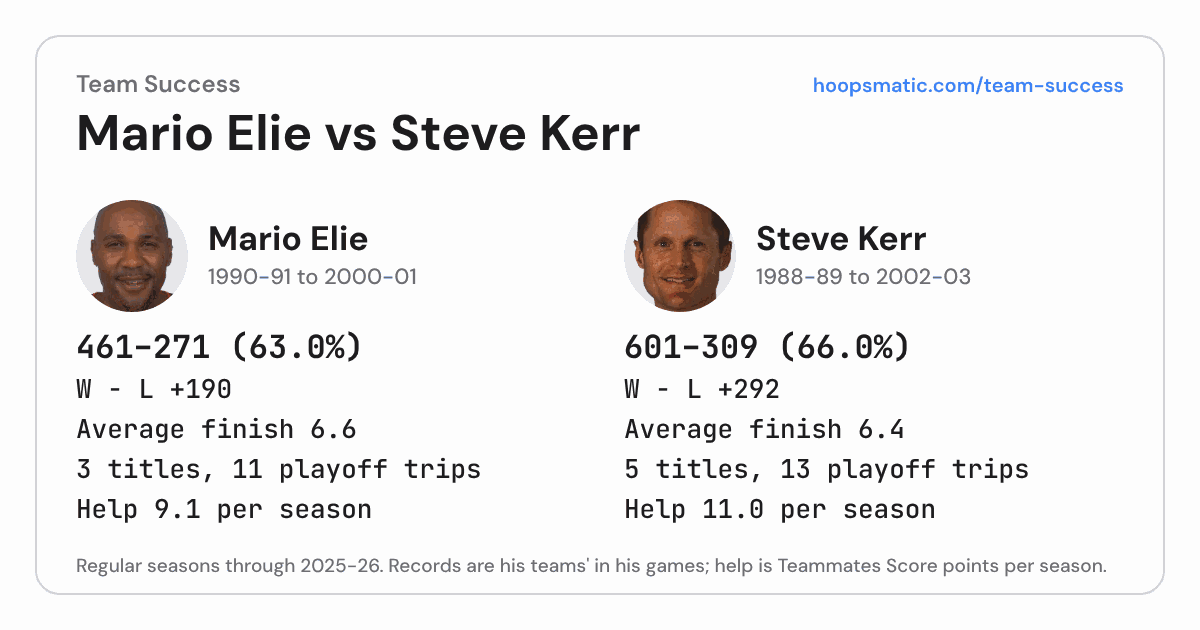 Team Success
hoopsmatic.com/team-success
Mario Elie vs Steve Kerr
Mario Elie
1990-91 to 2000-01
461-271 (63.0%)
W - L +190
Average finish 6.6
3 titles, 11 playoff trips
Help 9.1 per season
Steve Kerr
1988-89 to 2002-03
601-309 (66.0%)
W - L +292
Average finish 6.4
5 titles, 13 playoff trips
Help 11.0 per season
Regular seasons through 2025-26. Records are his teams' in his games; help is Teammates Score points per season.